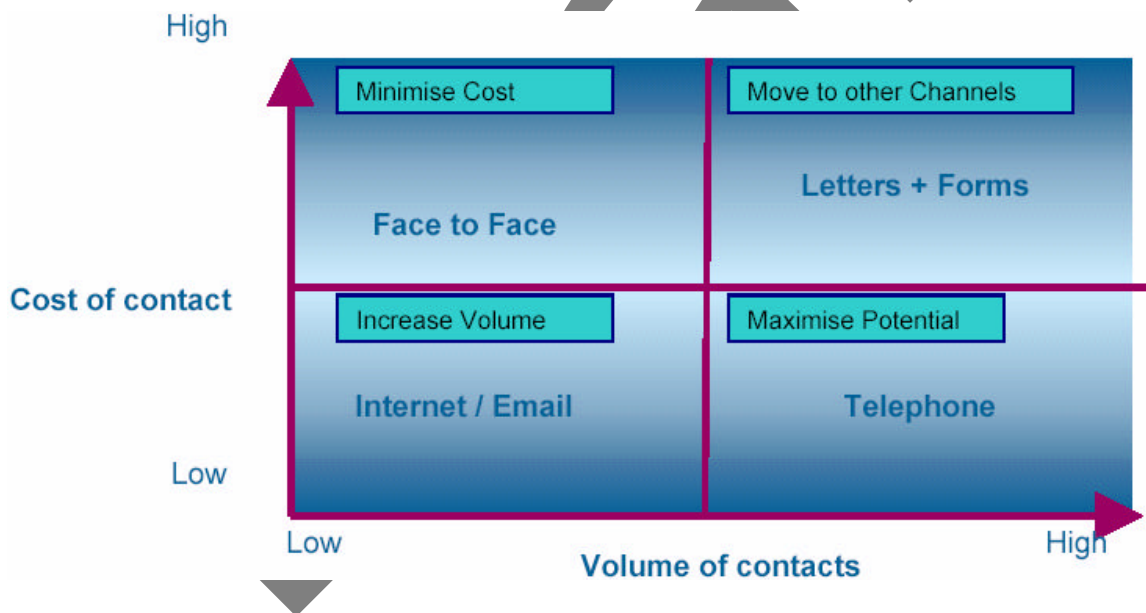 High
Minimise Cost
Move to other Channels
Letters + Forms
Face to Face
Cost of contact
Increase Volume
Maximise Potential
Internet / Email
Telephone
Low
Low
High
Volume of contacts